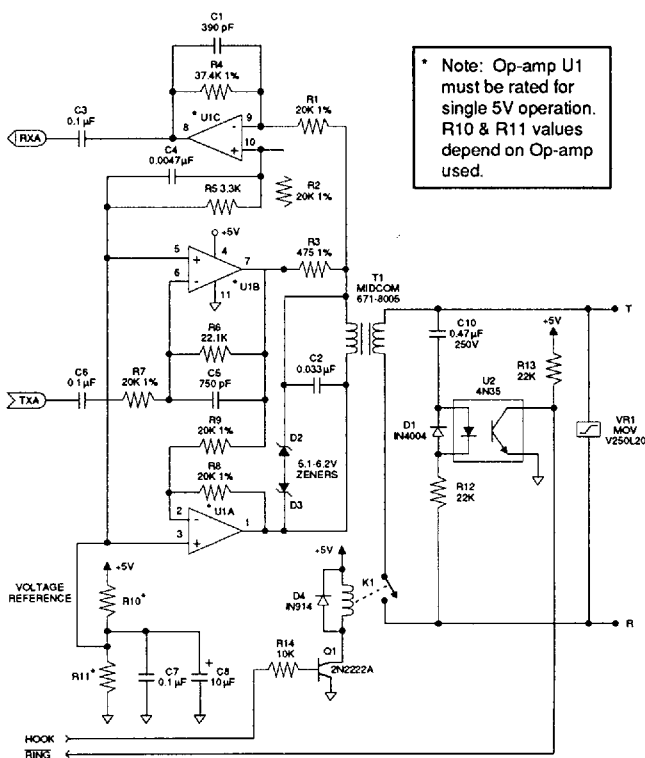 C1
390 pF
R4
37.4K 1%
C3
0.1µF
RXA
8
* U1C
9
-
10
+
R1
20K 1%
C4
0.0047µF
R5 3.3K
R2
20K 1%
* Note: Op-amp U1
must be rated for
single 5V operation.
R10 & R11 values
depend on Op-amp
used.
+5V
5
+
4
7
6
-
11
* U1B
R3
475 1%
T1
MIDCOM
671-8005
R6
22.1K
C6
0.1µF
R7
20K 1%
TXA
C5
750 pF
C2
0.033µF
C10
0.47µF
250V
+5V
T
R13
22K
U2
4N35
D1
IN4004
VR1
MOV
V250L20
R9
20K 1%
R8
20K 1%
D2
5.1-6.2V
ZENERS
D3
R12
22K
* U1A
2
-
1
3
+
VOLTAGE
REFERENCE
+5V
R10*
R11*
C7
0.1µF
+
C8
10µF
+5V
D4
IN914
K1
R14
10K
Q1
2N2222A
R
HOOK
RING